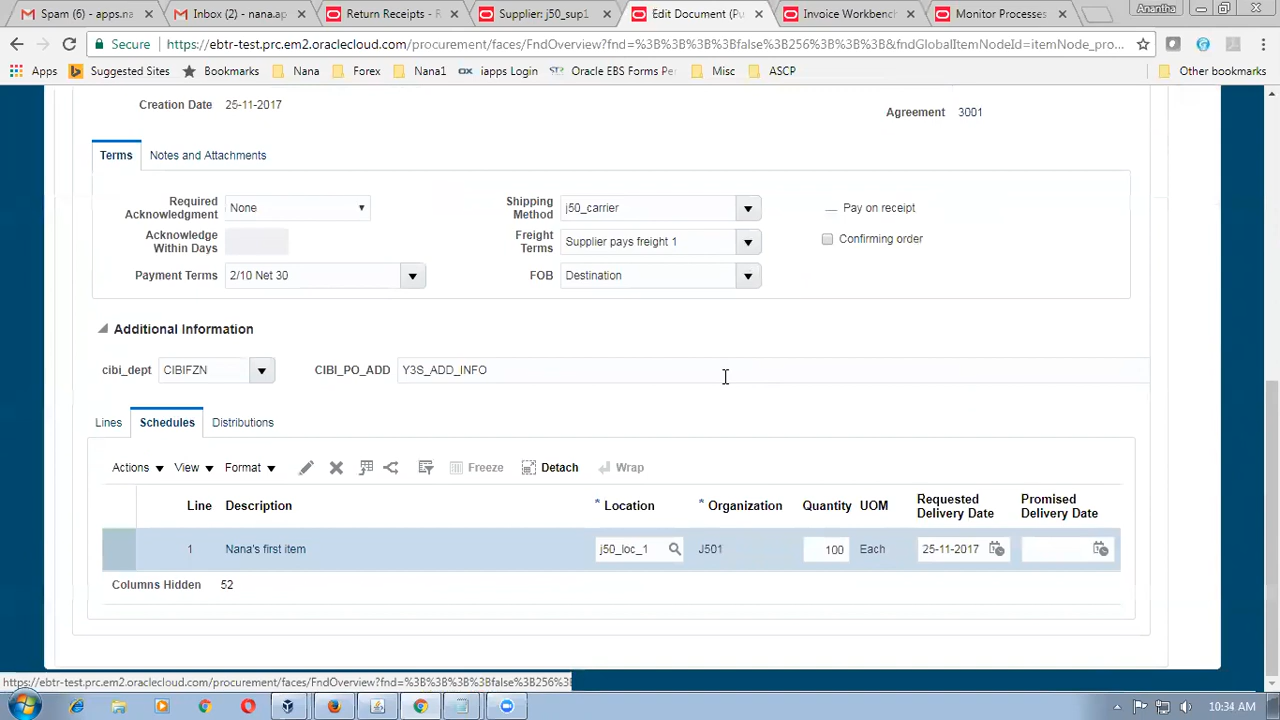 Spam (6) - apps.na
Inbox (2) - nana.ap
Return Receipts - R
Supplier: j50_sup1
Edit Document (Pu
Invoice Workbench
Monitor Processes
Anantha
Secure https://ebtr-test.prc.em2.oraclecloud.com/procurement/faces/FndOverview?fnd=%3B%3B%3B%3Bfalse%3B256%3B%3B%3B&fndGlobalItemNodeId=itemNode_pro...
Apps Suggested Sites Bookmarks Nana Forex Nana1 iapps Login Oracle EBS Forms Per Misc ASCP Other bookmarks
Creation Date 25-11-2017
Agreement 3001
Terms Notes and Attachments
Required Acknowledgment None
Acknowledge Within Days
Payment Terms 2/10 Net 30
Shipping Method j50_carrier
Freight Terms Supplier pays freight 1
FOB Destination
Pay on receipt
Confirming order
Additional Information
cibi_dept CIBIFZN CIBI_PO_ADD Y3S_ADD_INFO
Lines Schedules Distributions
Actions View Format Freeze Detach Wrap
Line Description * Location * Organization Quantity UOM Requested Delivery Date Promised Delivery Date
1 Nana's first item j50_loc_1 J501 100 Each 25-11-2017
Columns Hidden 52
https://ebtr-test.prc.em2.oraclecloud.com/procurement/faces/FndOverview?fnd=%3B%3B%3B%3Bfalse%3B256%3
10:34 AM